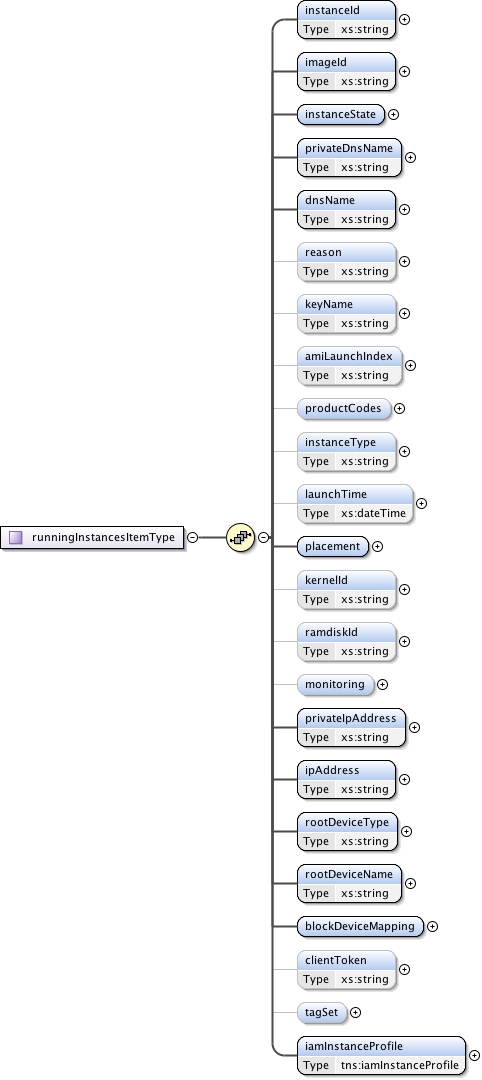 instanceId
Type xs:string
imageId
Type xs:string
instanceState
privateDnsName
Type xs:string
dnsName
Type xs:string
reason
Type xs:string
keyName
Type xs:string
amiLaunchIndex
Type xs:string
productCodes
instanceType
Type xs:string
launchTime
Type xs:dateTime
runningInstancesItemType
placement
kernelId
Type xs:string
ramdiskId
Type xs:string
monitoring
privateIpAddress
Type xs:string
ipAddress
Type xs:string
rootDeviceType
Type xs:string
rootDeviceName
Type xs:string
blockDeviceMapping
clientToken
Type xs:string
tagSet
iamInstanceProfile
Type tns:iamInstanceProfile